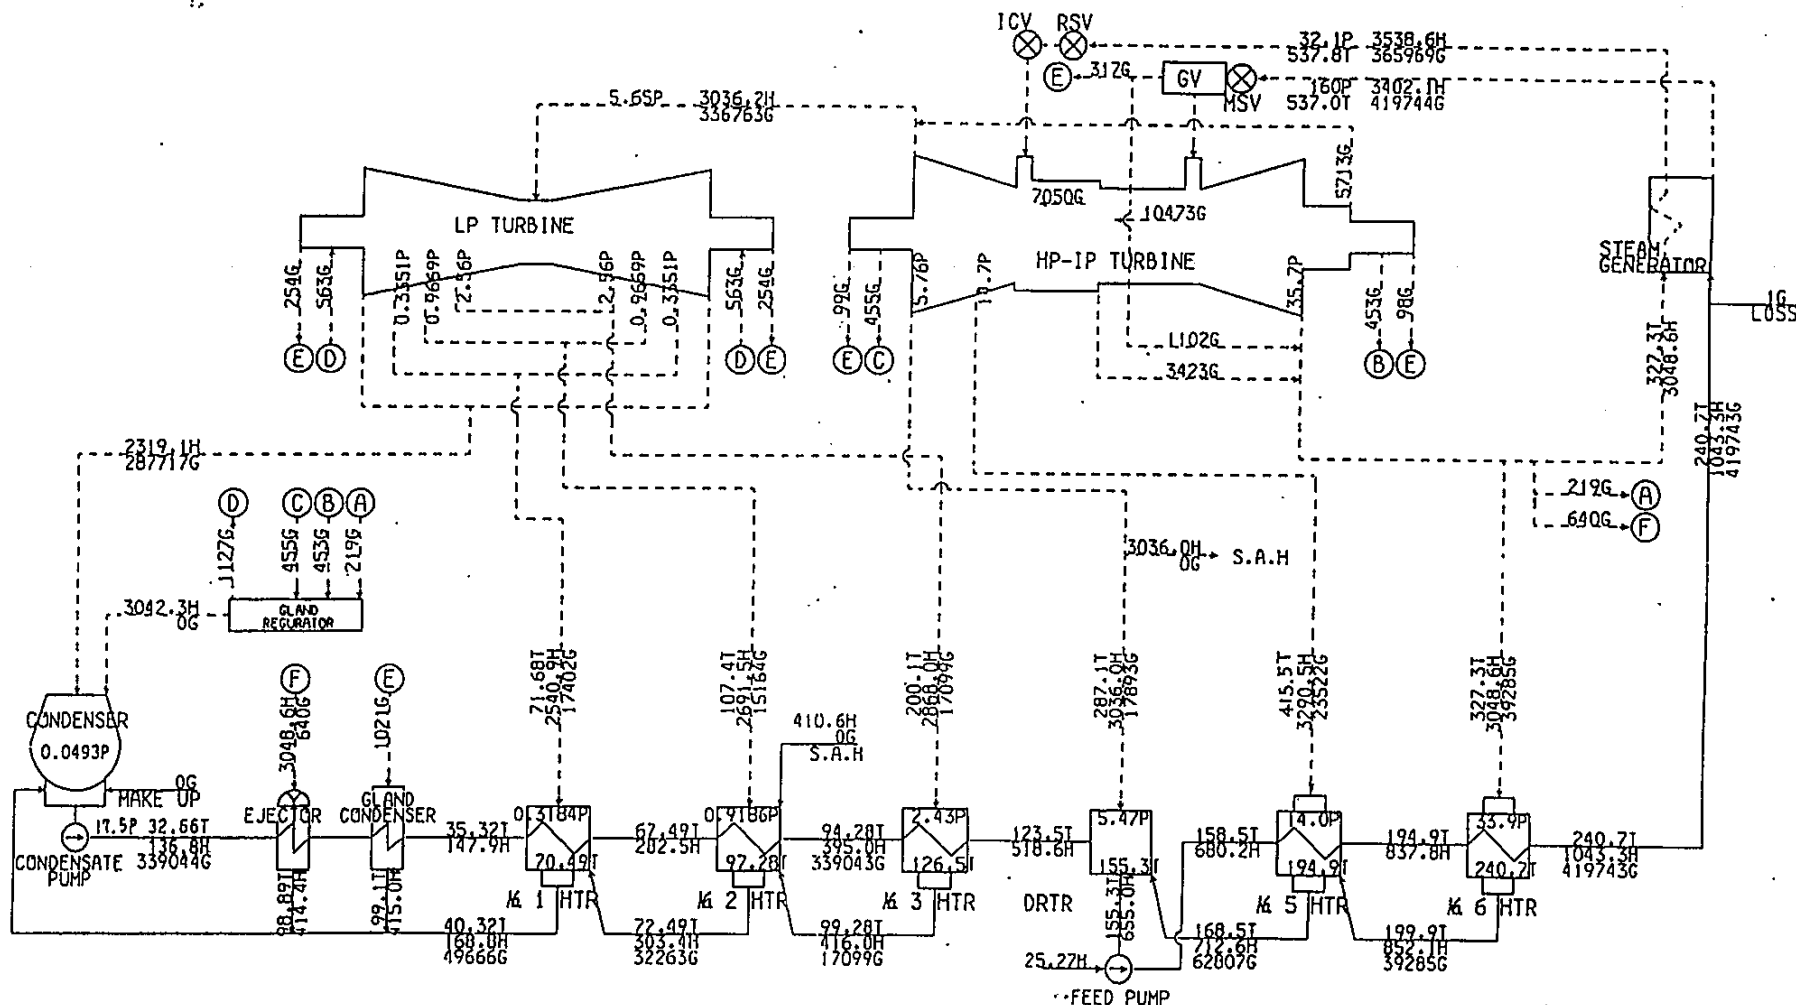 ICV RSV
32.1P 3538.6H
537.8T 365969G
E
317G
GV
MSV
160P 3402.1H
537.0T 419744G
5.65P 3036.2H
336763G
5713G
7050G
10473G
LP TURBINE
HP-IP TURBINE
STEAM
GENERATOR
1G
LOSS
254G
563G
0.3351P
0.9669P
2.56P
2.56P
0.9669P
0.3351P
563G
254G
99G
455G
5.76P
10.7P
35.7P
453G
98G
E D
D E
E C
B E
1102G
3423G
327.3T
3048.6H
240.7T
1043.3H
419743G
2319.1H
287717G
219G A
640G F
D C B A
1127G
455G
453G
219G
3042.3H
0G
GLAND
REGURATOR
3036.0H
0G
S.A.H
F
E
3048.6H
640G
1021G
71.68T
2540.9H
17402G
107.4T
2691.5H
15164G
200.1T
2868.0H
17099G
287.1T
3036.0H
17893G
415.5T
3290.5H
23522G
327.3T
3048.6H
39285G
410.6H
0G
S.A.H
CONDENSER
0.0493P
0G
MAKE UP
EJECTOR
GLAND
CONDENSER
0.3184P
0.9186P
2.43P
5.47P
14.0P
33.9P
17.5P 32.66T
136.8H
339044G
CONDENSATE
PUMP
35.32T
147.9H
67.49T
282.5H
94.28T
395.0H
339043G
123.5T
518.6H
158.5T
680.2H
194.9T
837.8H
240.7T
1043.3H
419743G
70.49T
97.28T
126.5T
155.3T
194.9T
240.7T
№ 1 HTR
№ 2 HTR
№ 3 HTR
DRTR
№ 5 HTR
№ 6 HTR
98.89T
414.4H
99.1T
415.0H
155.3T
655.0H
40.32T
168.8H
49666G
72.49T
303.4H
32263G
99.28T
416.0H
17099G
168.5T
712.6H
62807G
199.9T
852.1H
39285G
25.27H
FEED PUMP